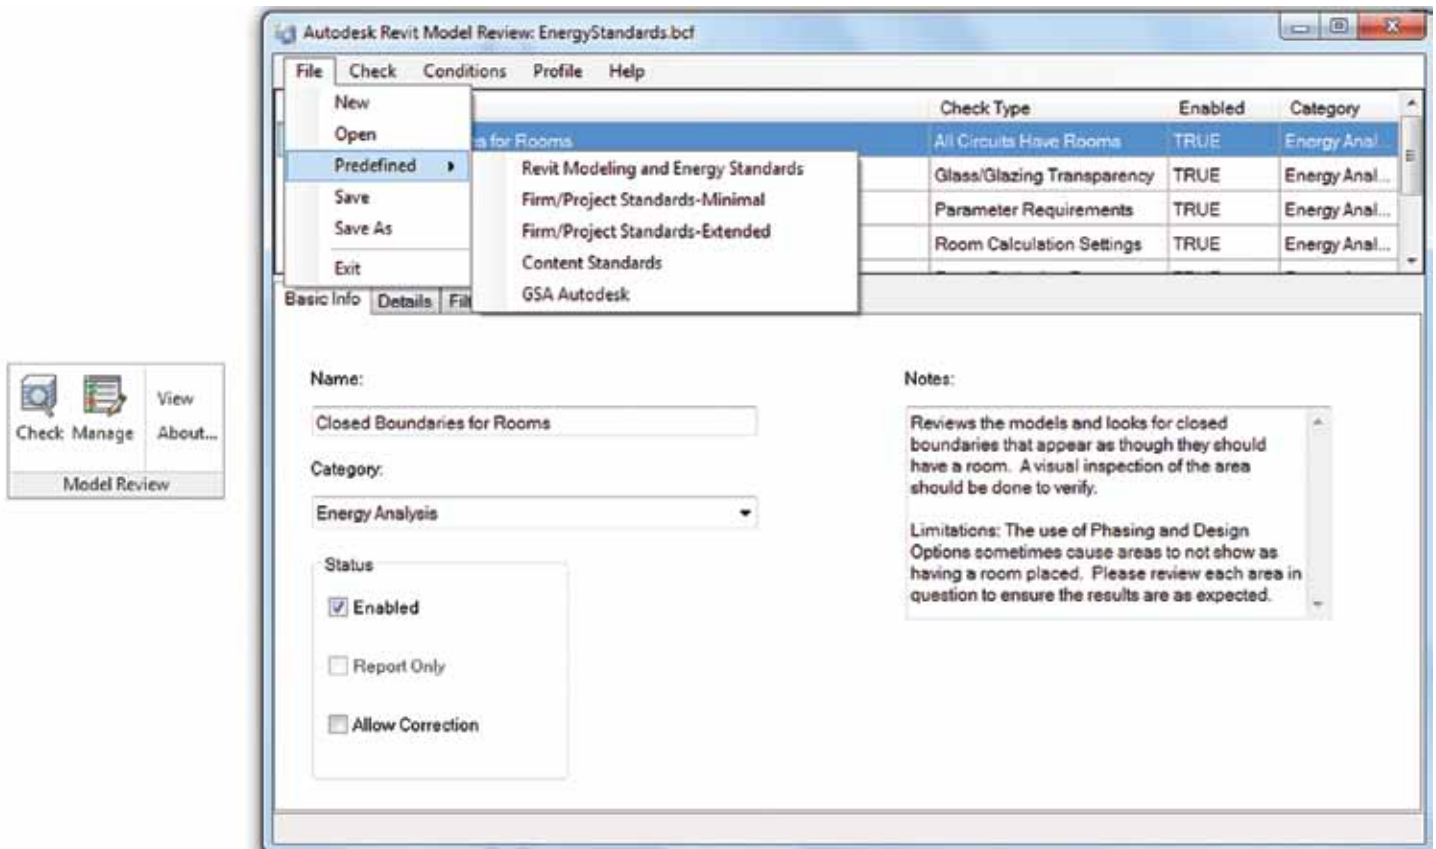 Autodesk Revit Model Review: EnergyStandards.bcf
File Check Conditions Profile Help
New
Open
Predefined
Save
Save As
Exit
Revit Modeling and Energy Standards
Firm/Project Standards-Minimal
Firm/Project Standards-Extended
Content Standards
GSA Autodesk
Check Type Enabled Category
for Rooms All Circuits Have Rooms TRUE Energy Anal...
Glass/Glazing Transparency TRUE Energy Anal...
Parameter Requirements TRUE Energy Anal...
Room Calculation Settings TRUE Energy Anal...
Basic Info Details Filt
Name:
Closed Boundaries for Rooms
Category:
Energy Analysis
Status
Enabled
Report Only
Allow Correction
Notes:
Reviews the models and looks for closed
boundaries that appear as though they should
have a room. A visual inspection of the area
should be done to verify.
Limitations: The use of Phasing and Design
Options sometimes cause areas to not show as
having a room placed. Please review each area in
question to ensure the results are as expected.
Check Manage View
About...
Model Review